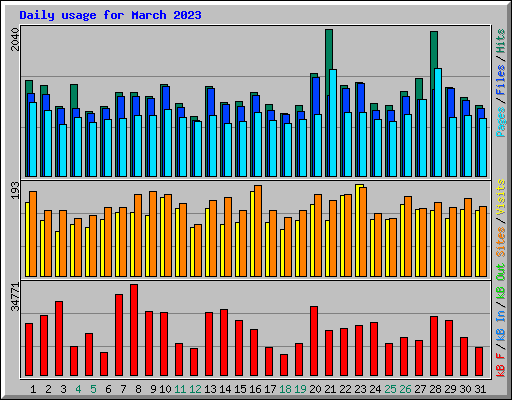 Daily usage for March 2023
2040
Pages / Files / Hits
193
Sites / Visits
34771
kB F / kB In / kB Out
1 2 3 4 5 6 7 8 9 10 11 12 13 14 15 16 17 18 19 20 21 22 23 24 25 26 27 28 29 30 31